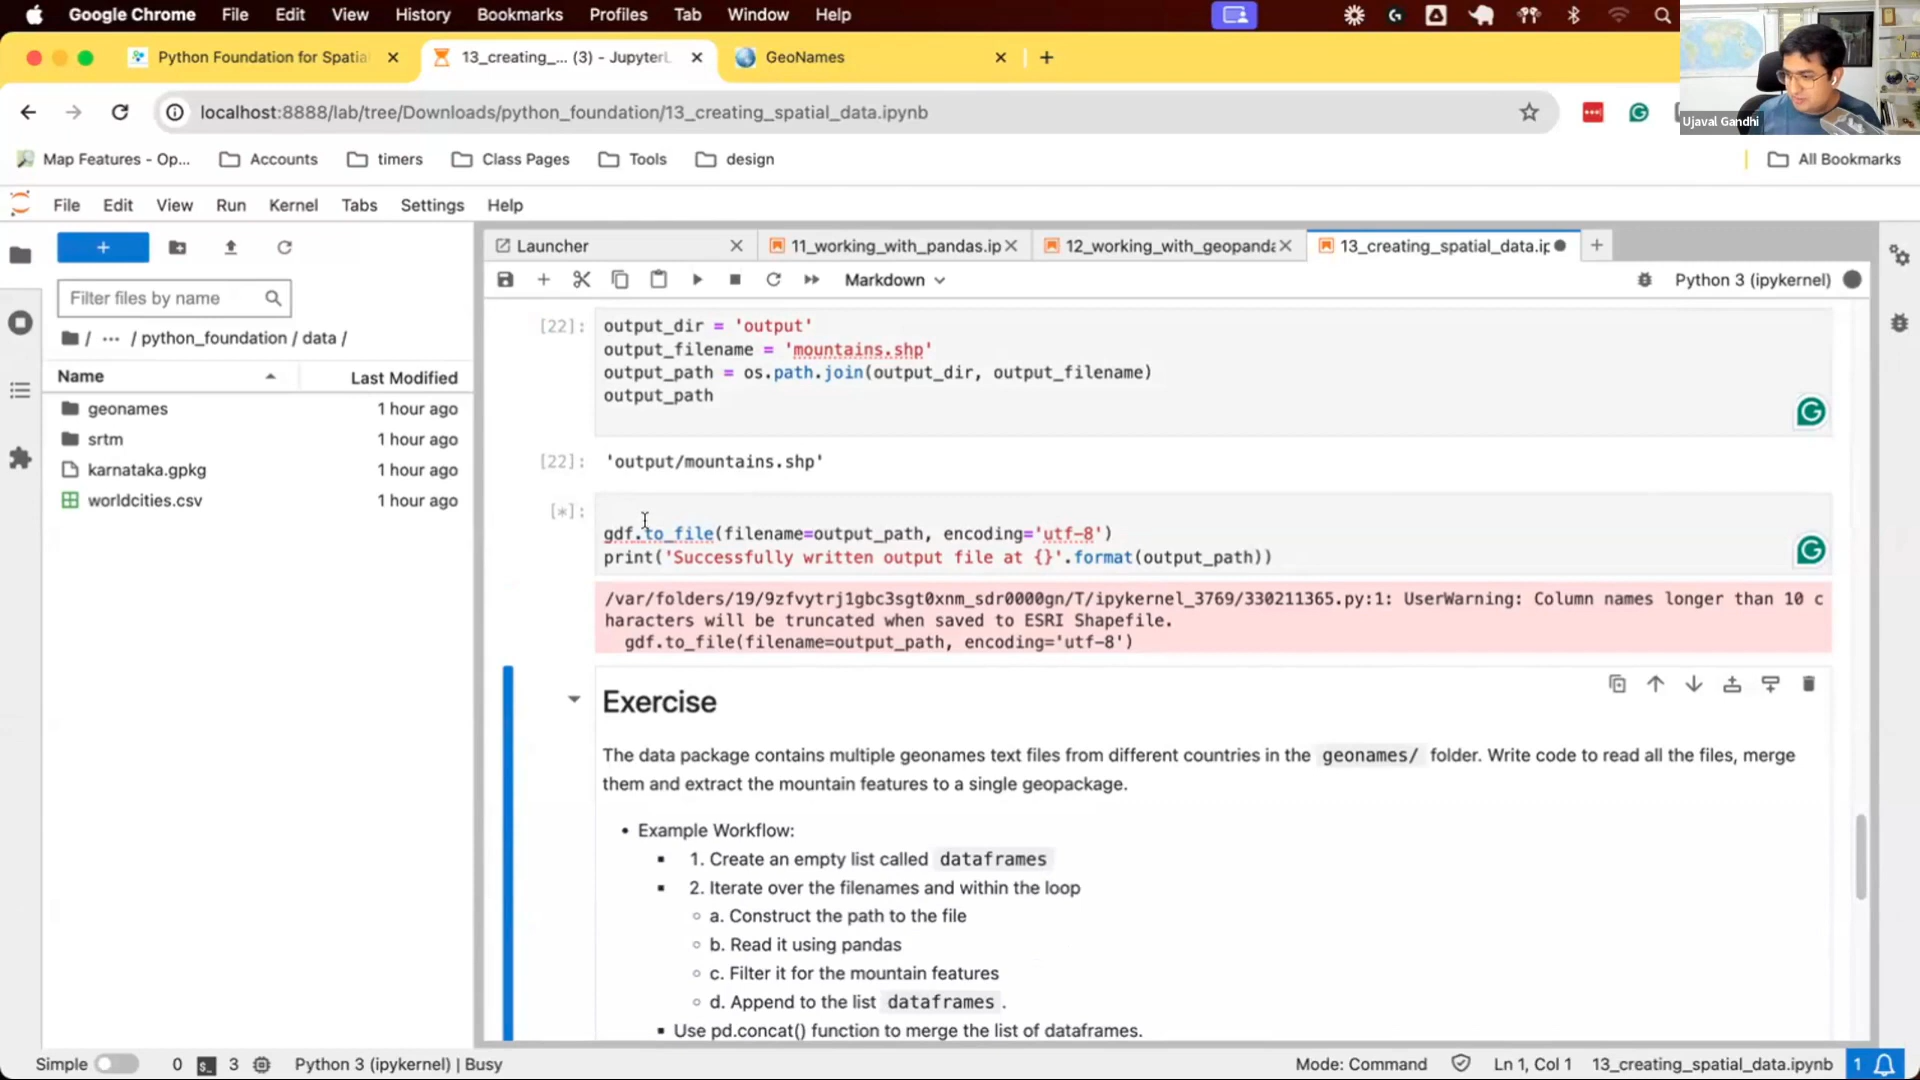 Google Chrome File Edit View History Bookmarks Profiles Tab Window Help
Python Foundation for Spatia
13_creating_... (3) - JupyterL
GeoNames
localhost:8888/lab/tree/Downloads/python_foundation/13_creating_spatial_data.ipynb
Ujaval Gandhi
Map Features - Op... Accounts timers Class Pages Tools design All Bookmarks
File Edit View Run Kernel Tabs Settings Help
Launcher
11_working_with_pandas.ip
12_working_with_geopanda
13_creating_spatial_data.ip
Markdown
Python 3 (ipykernel)
Filter files by name
/ ... / python_foundation / data /
Name Last Modified
geonames 1 hour ago
srtm 1 hour ago
karnataka.gpkg 1 hour ago
worldcities.csv 1 hour ago
[22]:
output_dir = 'output'
output_filename = 'mountains.shp'
output_path = os.path.join(output_dir, output_filename)
output_path
[22]: 'output/mountains.shp'
[*]:
gdf.to_file(filename=output_path, encoding='utf-8')
print('Successfully written output file at {}'.format(output_path))
/var/folders/19/9zfvytrj1gbc3sgt0xnm_sdr0000gn/T/ipykernel_3769/330211365.py:1: UserWarning: Column names longer than 10 c
haracters will be truncated when saved to ESRI Shapefile.
gdf.to_file(filename=output_path, encoding='utf-8')
Exercise
The data package contains multiple geonames text files from different countries in the geonames/ folder. Write code to read all the files, merge
them and extract the mountain features to a single geopackage.
• Example Workflow:
▪ 1. Create an empty list called dataframes
▪ 2. Iterate over the filenames and within the loop
◦ a. Construct the path to the file
◦ b. Read it using pandas
◦ c. Filter it for the mountain features
◦ d. Append to the list dataframes .
▪ Use pd.concat() function to merge the list of dataframes.
Simple 0 3 Python 3 (ipykernel) | Busy Mode: Command Ln 1, Col 1 13_creating_spatial_data.ipynb 1